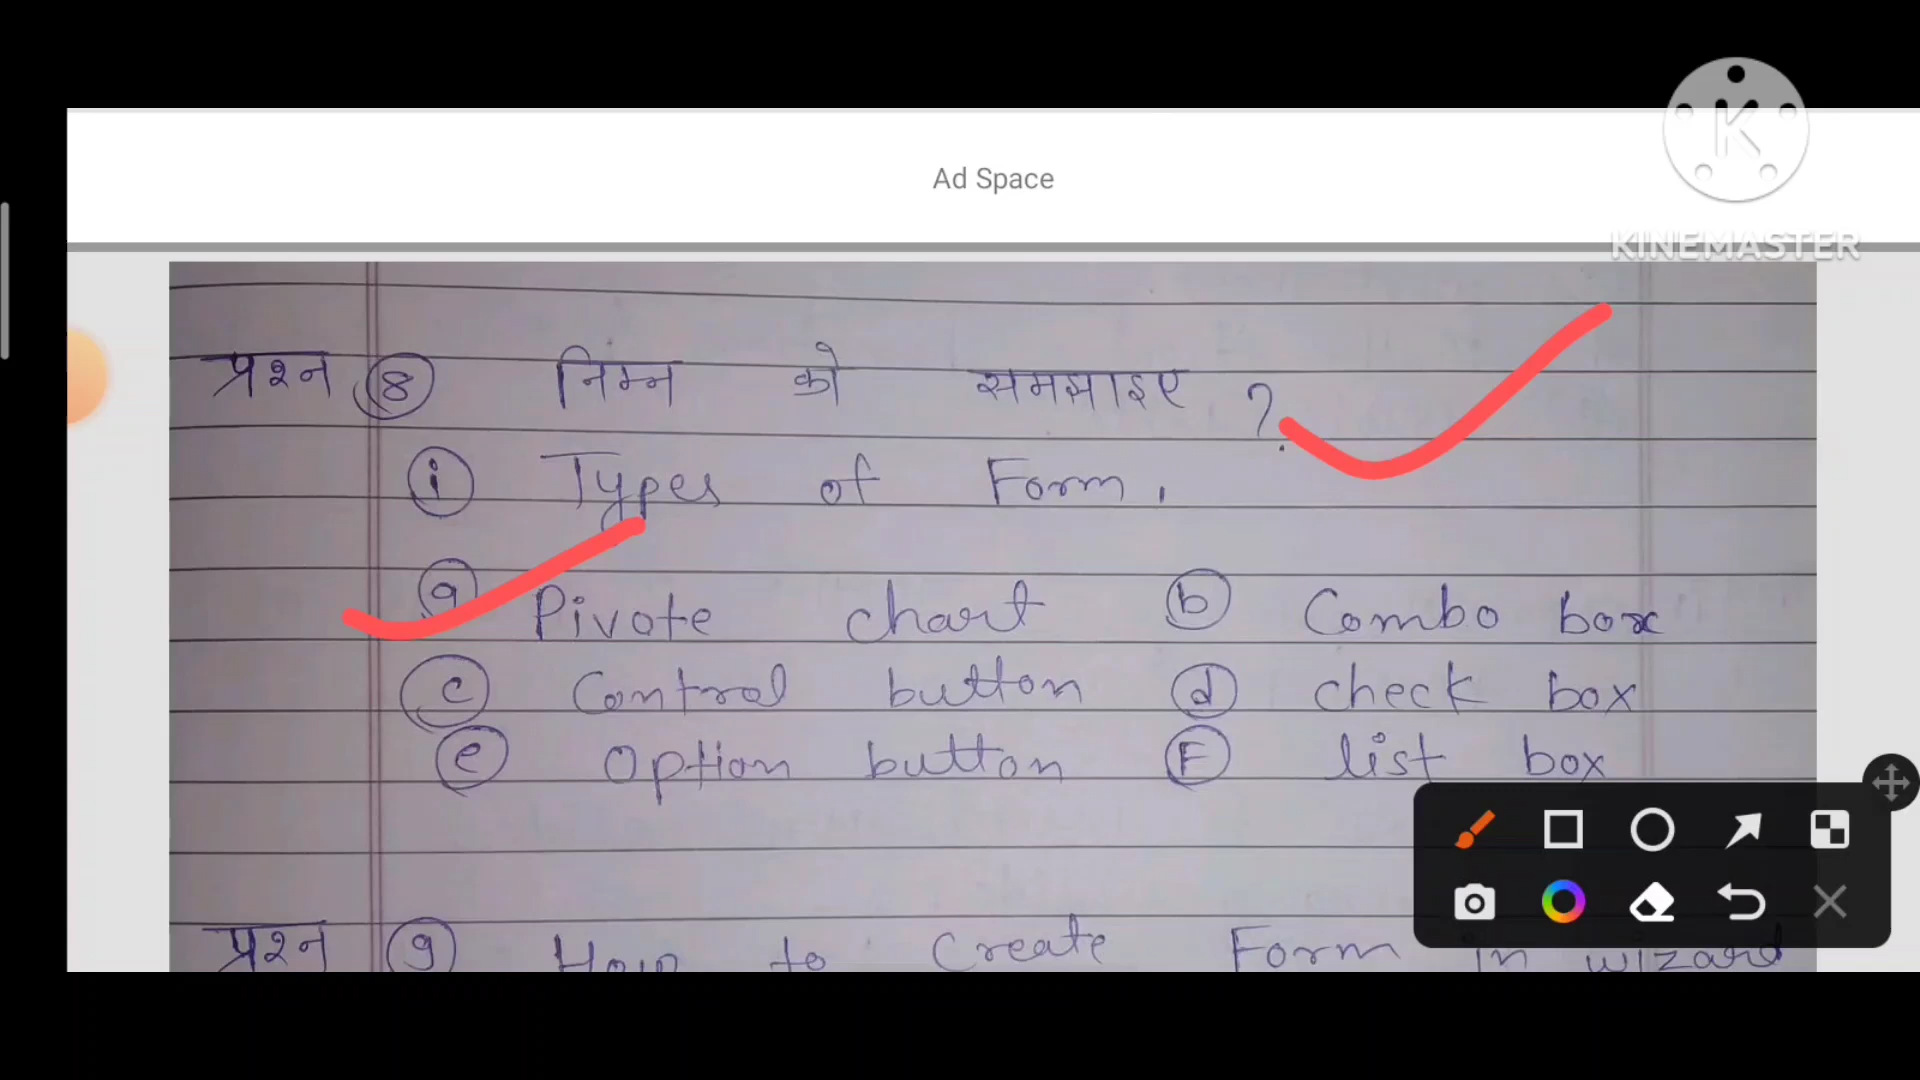 Ad Space
KINEMASTER
प्रश्न 8 निम्न को समझाइए ?
i Types of Form.
a Pivote chart b Combo box
c Control button d check box
e Option button F list box
प्रश्न 9 How to Create Form in wizard